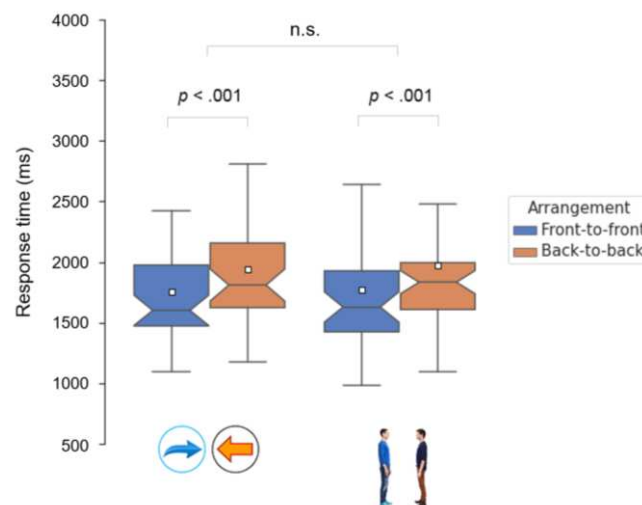 4000
3500
3000
2500
2000
1500
1000
500
Response time (ms)
n.s.
p < .001
p < .001
Arrangement
Front-to-front
Back-to-back